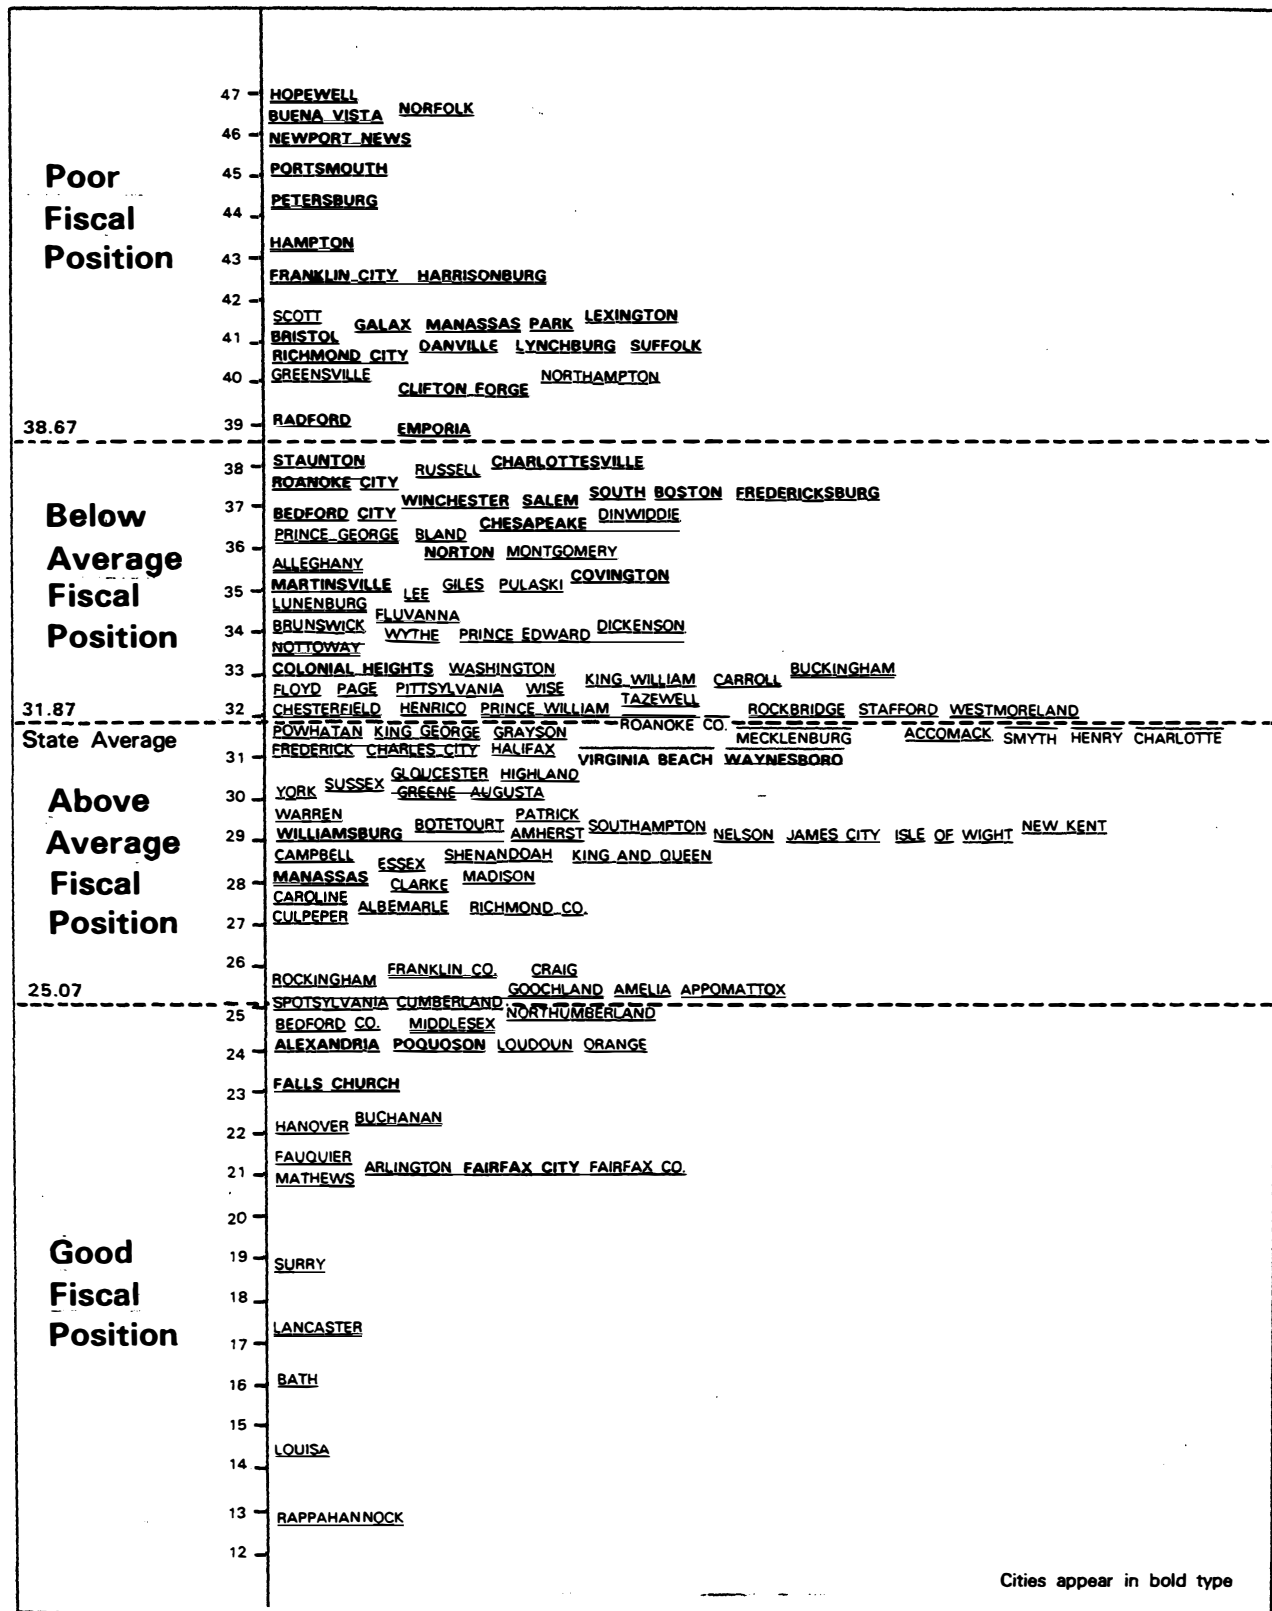 47 HOPEWELL
BUENA VISTA NORFOLK
46 NEWPORT NEWS
Poor Fiscal Position
45 PORTSMOUTH
PETERSBURG
44
HAMPTON
43
FRANKLIN CITY HARRISONBURG
42
SCOTT GALAX MANASSAS PARK LEXINGTON
41 BRISTOL DANVILLE LYNCHBURG SUFFOLK
RICHMOND CITY
40 GREENSVILLE CLIFTON FORGE NORTHAMPTON
39 RADFORD EMPORIA
38.67
STAUNTON RUSSELL CHARLOTTESVILLE
38
ROANOKE CITY
WINCHESTER SALEM SOUTH BOSTON FREDERICKSBURG
37
Below Average Fiscal Position
BEDFORD CITY CHESAPEAKE DINWIDDIE
PRINCE GEORGE BLAND
36 NORTON MONTGOMERY
ALLEGHANY
35 MARTINSVILLE LEE GILES PULASKI COVINGTON
LUNENBURG FLUVANNA
34 BRUNSWICK WYTHE PRINCE EDWARD DICKENSON
NOTTOWAY
33 COLONIAL HEIGHTS WASHINGTON KING WILLIAM CARROLL BUCKINGHAM
FLOYD PAGE PITTSYLVANIA WISE TAZEWELL
32 CHESTERFIELD HENRICO PRINCE WILLIAM ROCKBRIDGE STAFFORD WESTMORELAND
31.87
State Average
POWHATAN KING GEORGE GRAYSON ROANOKE CO. MECKLENBURG ACCOMACK SMYTH HENRY CHARLOTTE
31 FREDERICK CHARLES CITY HALIFAX VIRGINIA BEACH WAYNESBORO
GLOUCESTER HIGHLAND
30 YORK SUSSEX GREENE AUGUSTA
Above Average Fiscal Position
WARREN BOTETOURT PATRICK SOUTHAMPTON NEW KENT
29 WILLIAMSBURG AMHERST NELSON JAMES CITY ISLE OF WIGHT
CAMPBELL ESSEX SHENANDOAH KING AND QUEEN
28 MANASSAS CLARKE MADISON
CAROLINE ALBEMARLE RICHMOND CO.
27 CULPEPER
26
ROCKINGHAM FRANKLIN CO. CRAIG
GOOCHLAND AMELIA APPOMATTOX
25.07
SPOTSYLVANIA CUMBERLAND NORTHUMBERLAND
25
BEDFORD CO. MIDDLESEX
24 ALEXANDRIA POQUOSON LOUDOUN ORANGE
23 FALLS CHURCH
22 HANOVER BUCHANAN
FAUQUIER ARLINGTON FAIRFAX CITY FAIRFAX CO.
21 MATHEWS
20
Good Fiscal Position
19 SURRY
18
LANCASTER
17
16 BATH
15
LOUISA
14
13 RAPPAHANNOCK
12
Cities appear in bold type